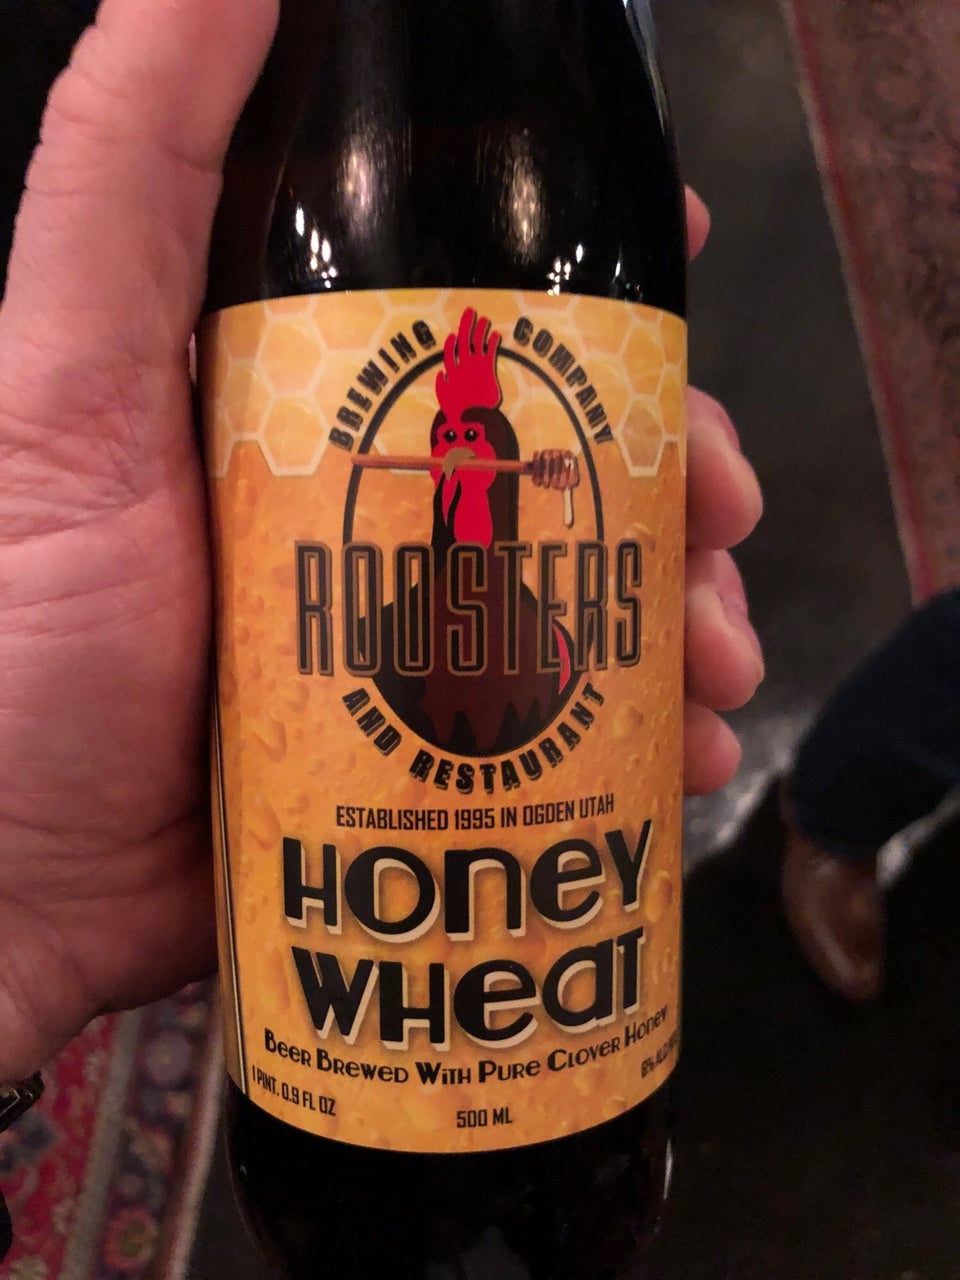 BREWING COMPANY
ROOSTERS
AND RESTAURANT
ESTABLISHED 1995 IN OGDEN UTAH
HONEY
WHEAT
BEER BREWED WITH PURE CLOVER HONEY
1 PINT. 0.9 FL OZ
500 ML